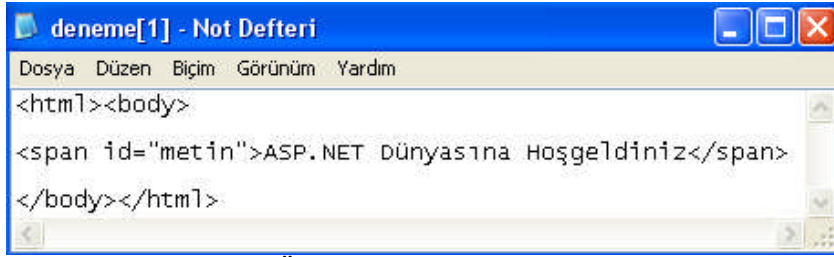 deneme[1] - Not Defteri
Dosya Düzen Biçim Görünüm Yardım
<html><body>
<span id="metin">ASP.NET Dünyasına Hoşgeldiniz</span>
</body></html>